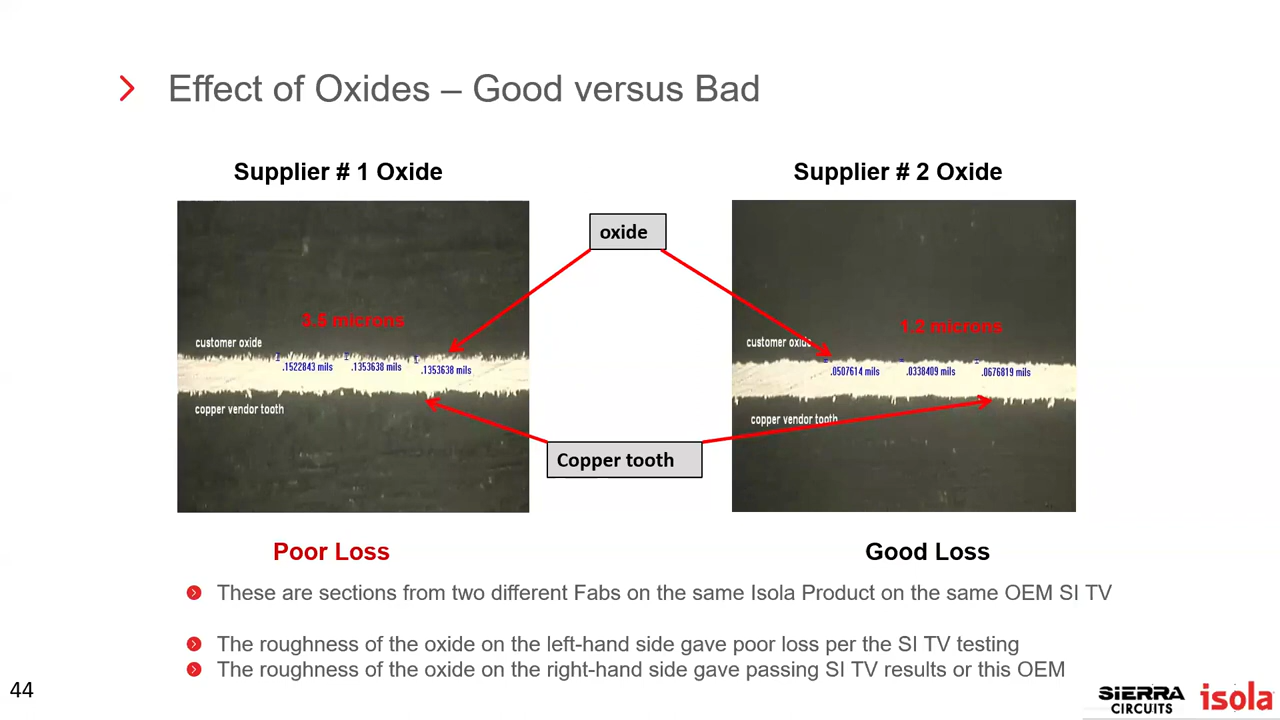 Effect of Oxides – Good versus Bad
Supplier # 1 Oxide
Supplier # 2 Oxide
oxide
3.5 microns
customer oxide
.1522843 mils
.1353638 mils
.1353638 mils
copper vendor tooth
1.2 microns
customer oxide
.0507614 mils
.0338409 mils
.0676819 mils
copper vendor tooth
Copper tooth
Poor Loss
Good Loss
These are sections from two different Fabs on the same Isola Product on the same OEM SI TV
The roughness of the oxide on the left-hand side gave poor loss per the SI TV testing
The roughness of the oxide on the right-hand side gave passing SI TV results or this OEM
44
SIERRA
CIRCUITS
isola